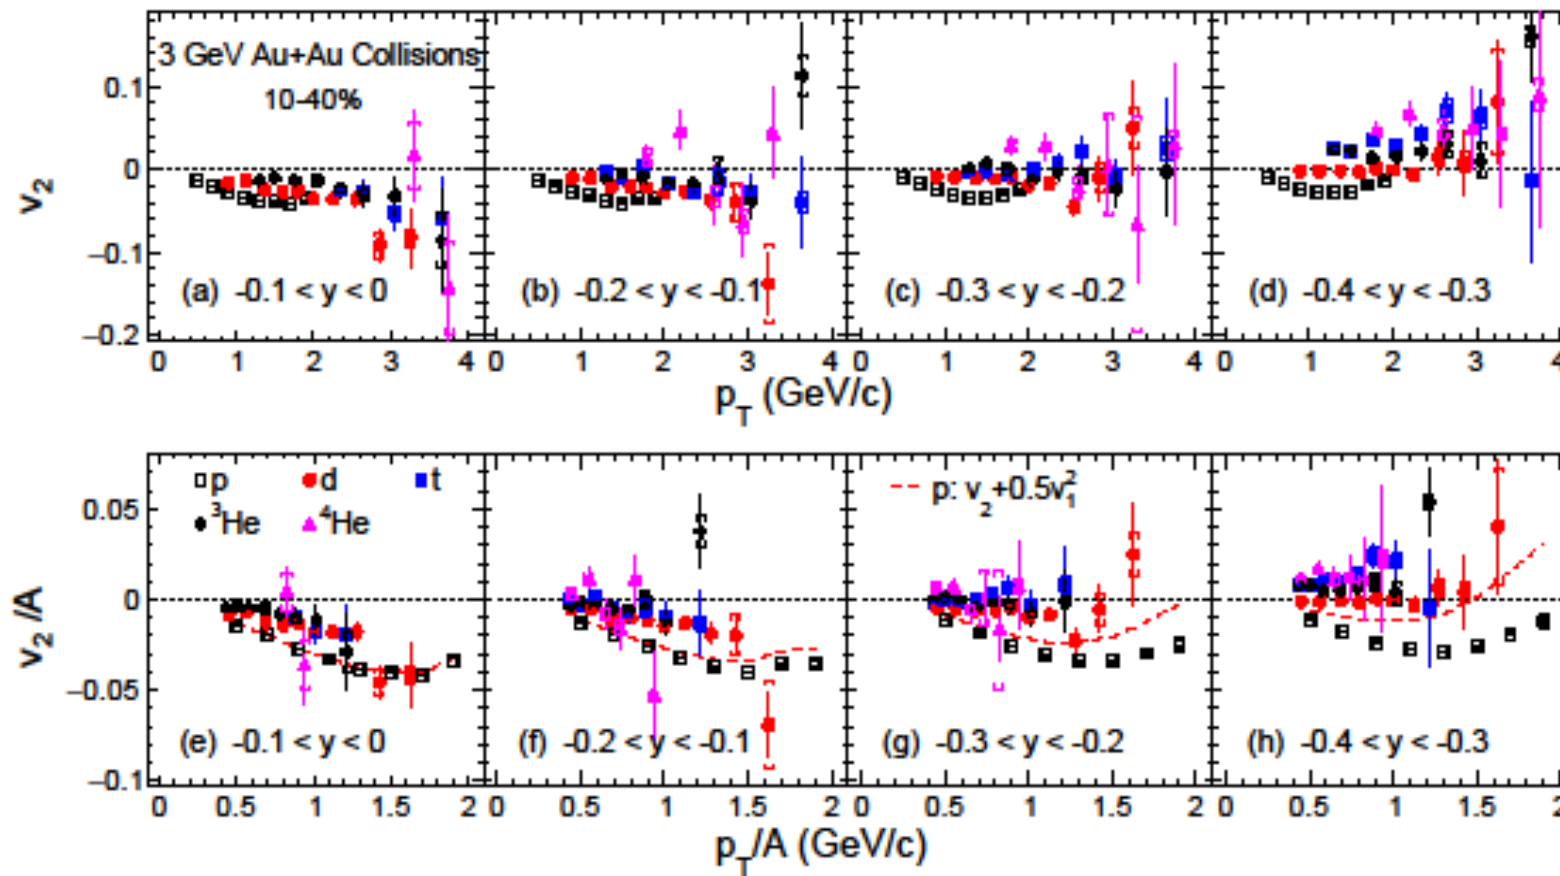 3 GeV Au+Au Collisions
10-40%
v2
0.1
0
−0.1
−0.2
(a) -0.1 < y < 0
(b) -0.2 < y < -0.1
(c) -0.3 < y < -0.2
(d) -0.4 < y < -0.3
0 1 2 3 4 0 1 2 3 4 0 1 2 3 4 0 1 2 3 4
pT (GeV/c)
p d t
3He 4He
p: v2+0.5v1^2
v2 /A
0.05
0
−0.05
−0.1
(e) -0.1 < y < 0
(f) -0.2 < y < -0.1
(g) -0.3 < y < -0.2
(h) -0.4 < y < -0.3
0 0.5 1 1.5 2 0 0.5 1 1.5 2 0 0.5 1 1.5 2 0 0.5 1 1.5 2
pT/A (GeV/c)